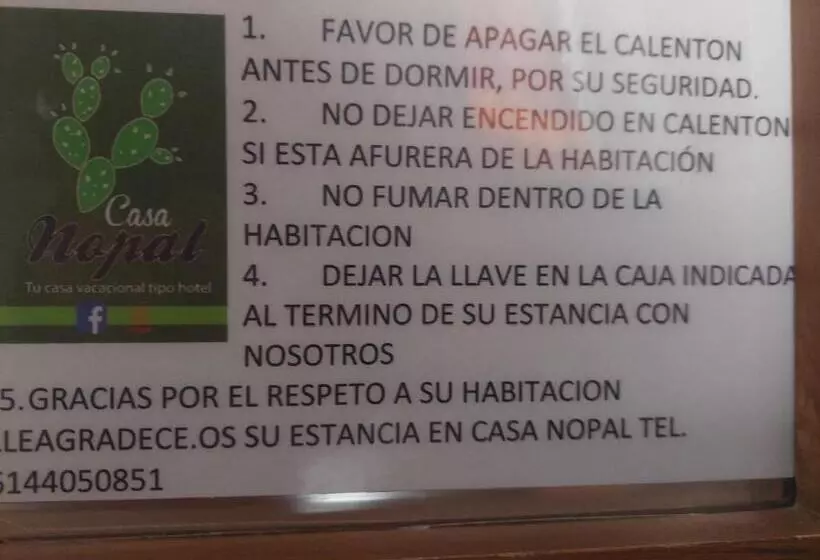 Casa
Nopal
Tu casa vacacional tipo hotel
f
1. FAVOR DE APAGAR EL CALENTON
ANTES DE DORMIR, POR SU SEGURIDAD.
2. NO DEJAR ENCENDIDO EN CALENTON
SI ESTA AFURERA DE LA HABITACIÓN
3. NO FUMAR DENTRO DE LA
HABITACION
4. DEJAR LA LLAVE EN LA CAJA INDICADA
AL TERMINO DE SU ESTANCIA CON
NOSOTROS
5.GRACIAS POR EL RESPETO A SU HABITACION
LLEAGRADECE.OS SU ESTANCIA EN CASA NOPAL TEL.
6144050851